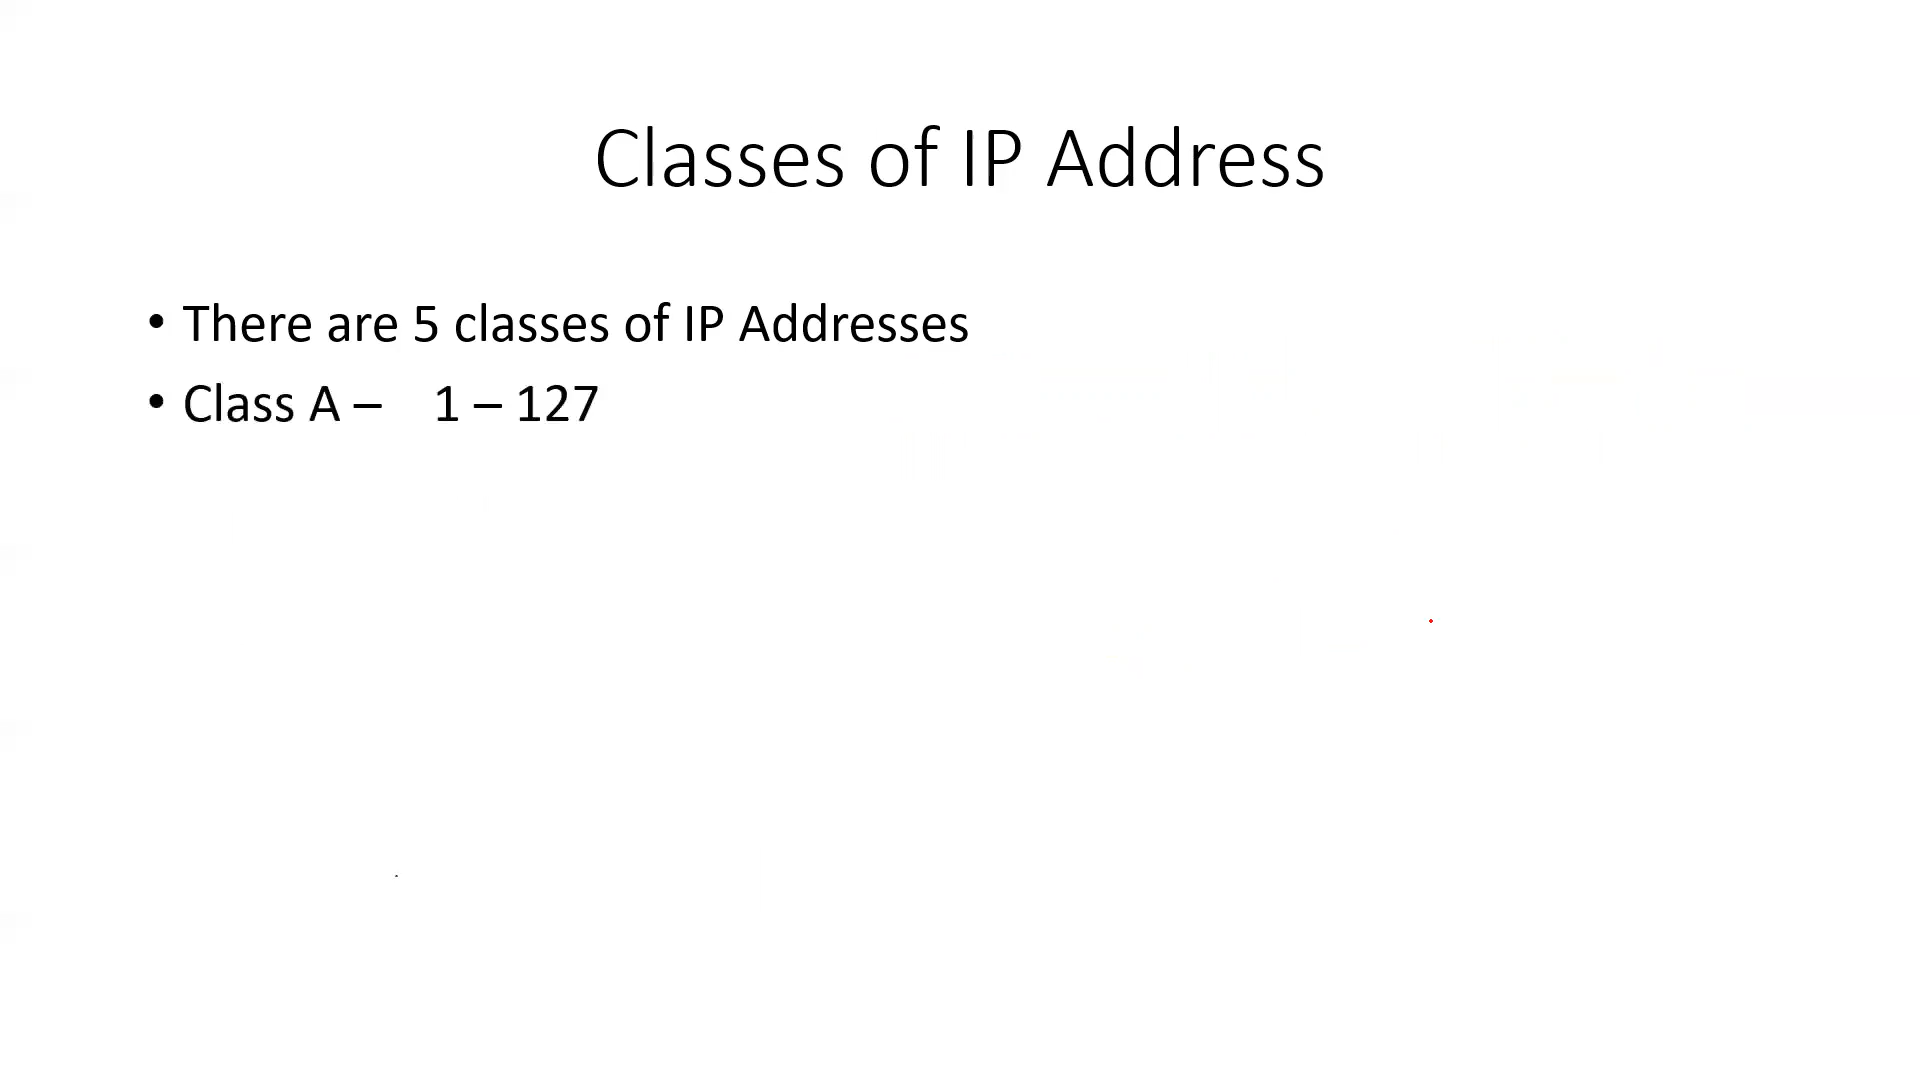 Classes of IP Address
• There are 5 classes of IP Addresses
• Class A – 1 – 127